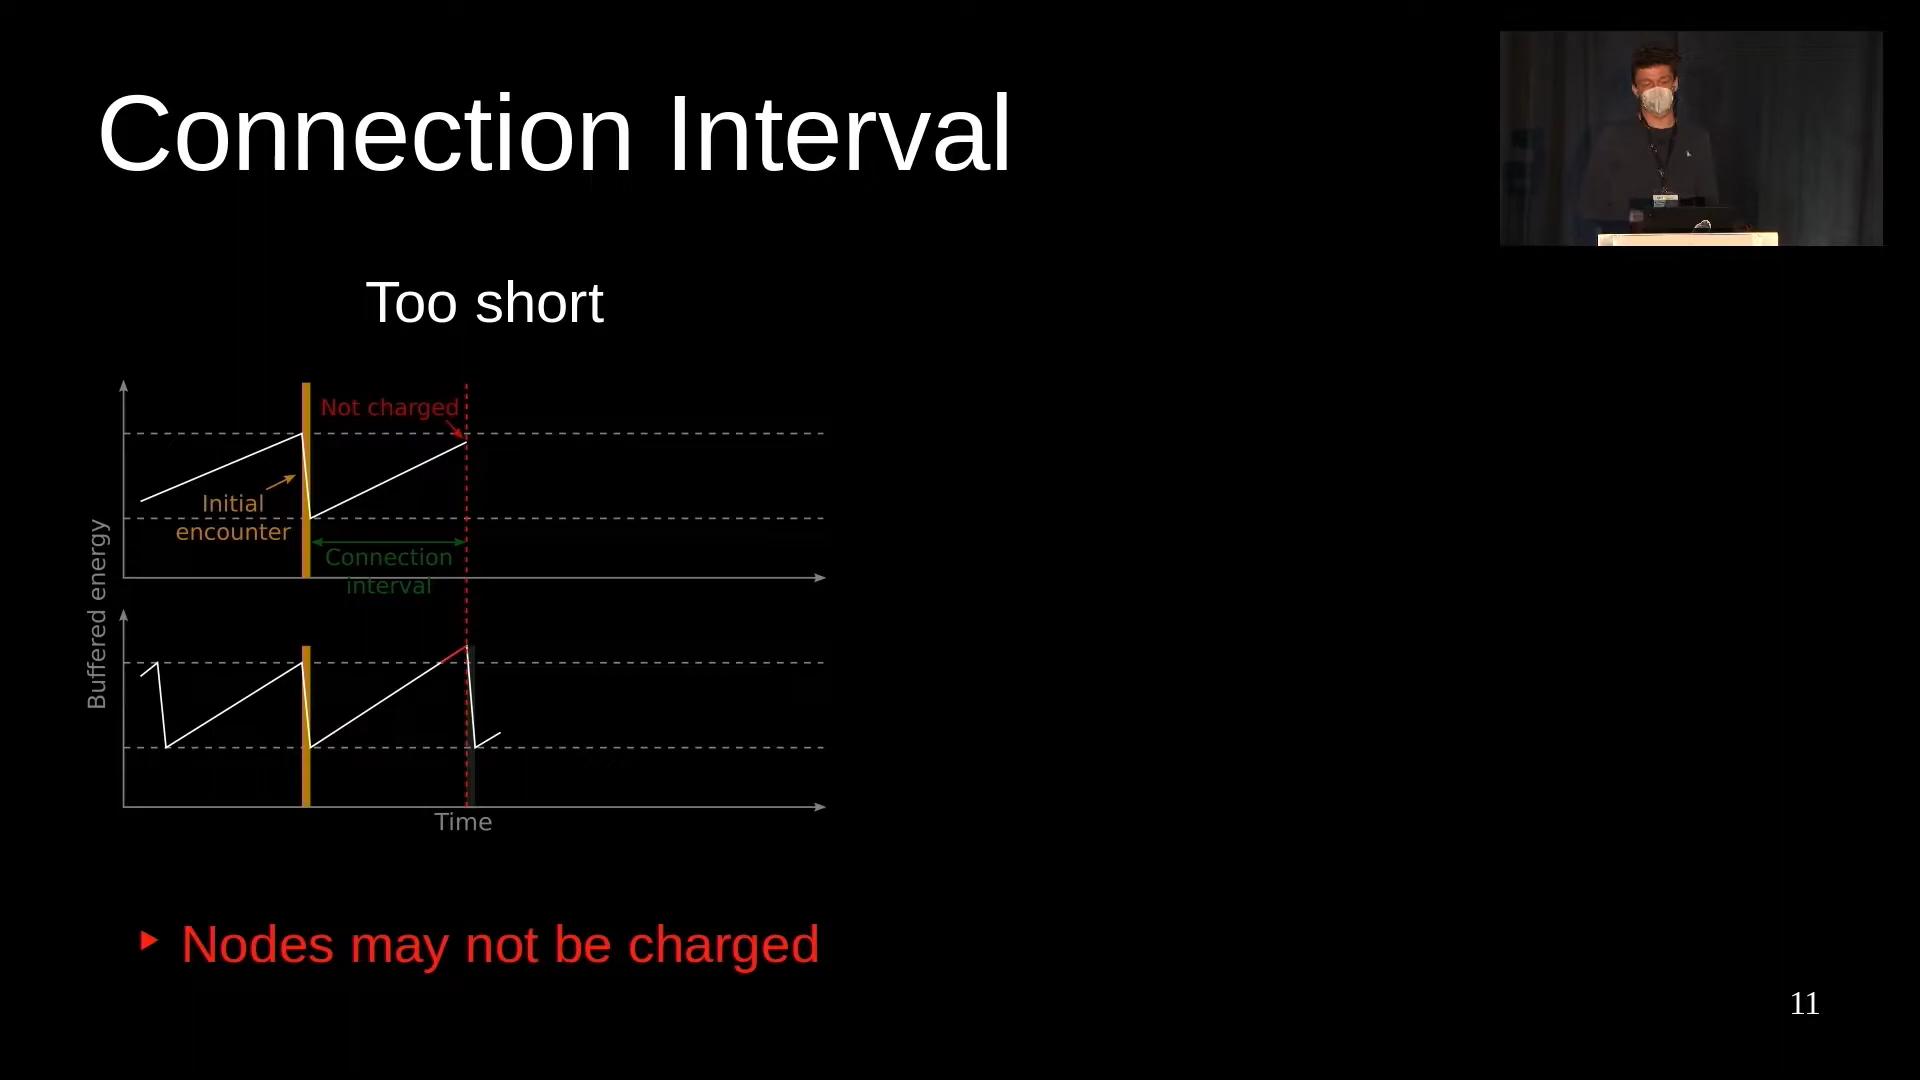 Connection Interval
Too short
Not charged
Initial
encounter
Connection
interval
Buffered energy
Time
Nodes may not be charged
11